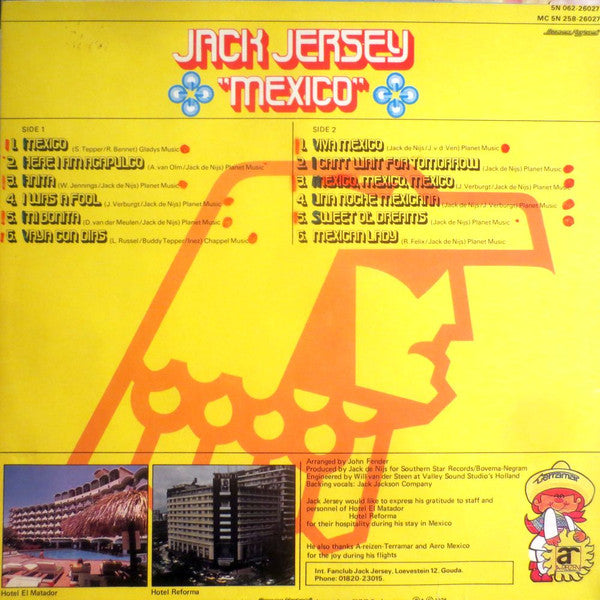 5N 062-26027
MC 5N 258-26027
JACK JERSEY
"MEXICO"
SIDE 1
1. MEXICO (S. Tepper/R. Bennet) Gladys Music
2. HERE I AM ACAPULCO (A. van Olm/Jack de Nijs) Planet Music
3. ANITA (W. Jennings/Jack de Nijs) Planet Music
4. I WAS A FOOL (J. Verburgt/Jack de Nijs) Planet Music
5. MI BONITA (D. van der Meulen/Jack de Nijs) Planet Music
6. VAYA CON DIAS (L. Russel/Buddy Tepper/Inez) Chappel Music
SIDE 2
1. VIVA MEXICO (Jack de Nijs/J v. d. Ven) Planet Music
2. I CAN'T WAIT FOR TOMORROW (Jack de Nijs) Planet Music
3. MEXICO, MEXICO, MEXICO (J Verburgt/Jack de Nijs) Planet Music
4. UNA NOCHE MEXICANA (Jack de Nijs/J. Verburgt) Planet Music
5. SWEET OL DREAMS (Jack de Nijs) Planet Music
6. MEXICAN LADY (R. Felix/Jack de Nijs) Planet Music
Arranged by John Fender
Produced by Jack de Nijs for Southern Star Records/Bovema-Negram
Engineered by Will van der Steen at Valley Sound Studio's Holland
Backing vocals: Jack Jackson Company
Jack Jersey would like to express his gratitude to staff and
personnel of Hotel El Matador
Hotel Reforma
for their hospitality during his stay in Mexico
He also thanks A-reizen-Terramar and Aero Mexico
for the joy during his flights
Int. Fanclub Jack Jersey, Loevestein 12. Gouda.
Phone: 01820-23015.
Terramar
ar
Hotel El Matador
Hotel Reforma